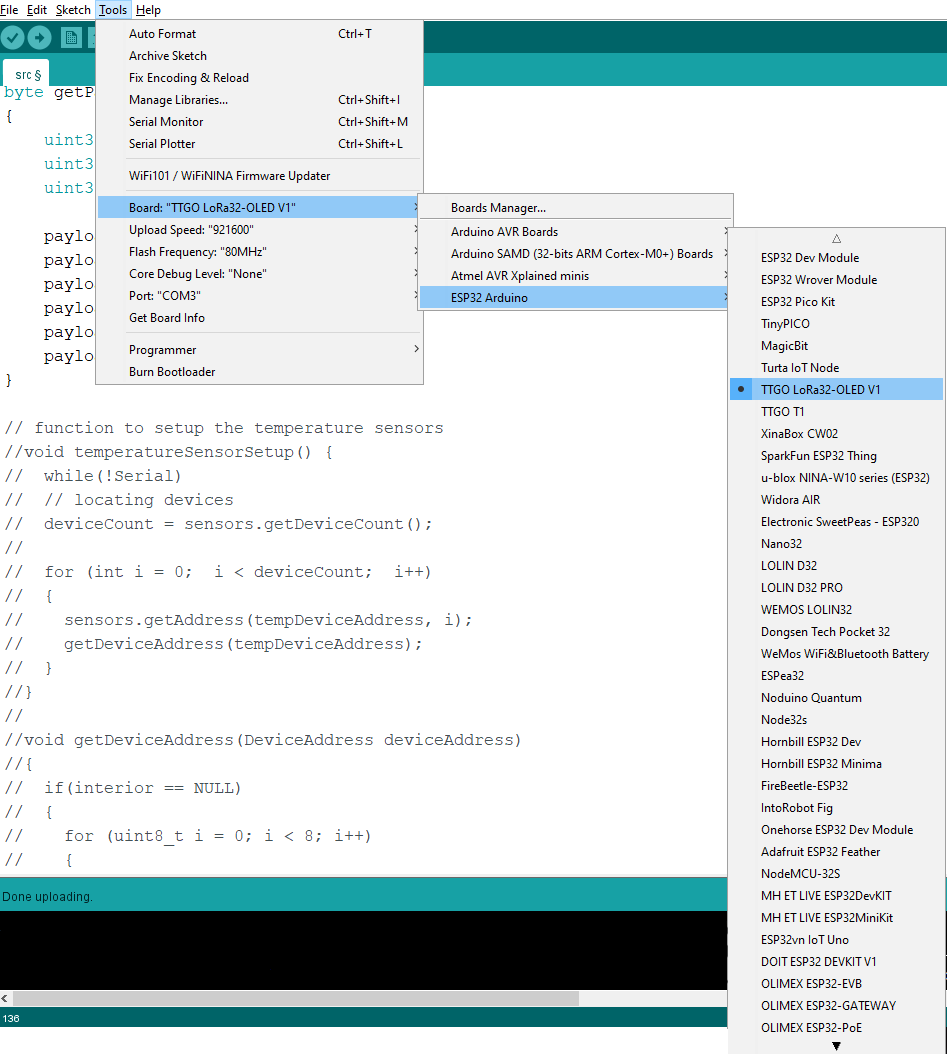 File Edit Sketch Tools Help
src §
Auto Format Ctrl+T
Archive Sketch
Fix Encoding & Reload
Manage Libraries... Ctrl+Shift+I
Serial Monitor Ctrl+Shift+M
Serial Plotter Ctrl+Shift+L
WiFi101 / WiFiNINA Firmware Updater
Board: "TTGO LoRa32-OLED V1"
Upload Speed: "921600"
Flash Frequency: "80MHz"
Core Debug Level: "None"
Port: "COM3"
Get Board Info
Programmer
Burn Bootloader
Boards Manager...
Arduino AVR Boards
Arduino SAMD (32-bits ARM Cortex-M0+) Boards
Atmel AVR Xplained minis
ESP32 Arduino
ESP32 Dev Module
ESP32 Wrover Module
ESP32 Pico Kit
TinyPICO
MagicBit
Turta IoT Node
TTGO LoRa32-OLED V1
TTGO T1
XinaBox CW02
SparkFun ESP32 Thing
u-blox NINA-W10 series (ESP32)
Widora AIR
Electronic SweetPeas - ESP320
Nano32
LOLIN D32
LOLIN D32 PRO
WEMOS LOLIN32
Dongsen Tech Pocket 32
WeMos WiFi&Bluetooth Battery
ESPea32
Noduino Quantum
Node32s
Hornbill ESP32 Dev
Hornbill ESP32 Minima
FireBeetle-ESP32
IntoRobot Fig
Onehorse ESP32 Dev Module
Adafruit ESP32 Feather
NodeMCU-32S
MH ET LIVE ESP32DevKIT
MH ET LIVE ESP32MiniKit
ESP32vn IoT Uno
DOIT ESP32 DEVKIT V1
OLIMEX ESP32-EVB
OLIMEX ESP32-GATEWAY
OLIMEX ESP32-PoE
byte getP
{
uint3
uint3
uint3
paylo
paylo
paylo
paylo
paylo
paylo
}
// function to setup the temperature sensors
//void temperatureSensorSetup() {
//  while(!Serial)
//  // locating devices
//  deviceCount = sensors.getDeviceCount();
//
//  for (int i = 0;  i < deviceCount;  i++)
//  {
//    sensors.getAddress(tempDeviceAddress, i);
//    getDeviceAddress(tempDeviceAddress);
//  }
//}
//
//void getDeviceAddress(DeviceAddress deviceAddress)
//{
//  if(interior == NULL)
//  {
//    for (uint8_t i = 0; i < 8; i++)
//    {
Done uploading.
136